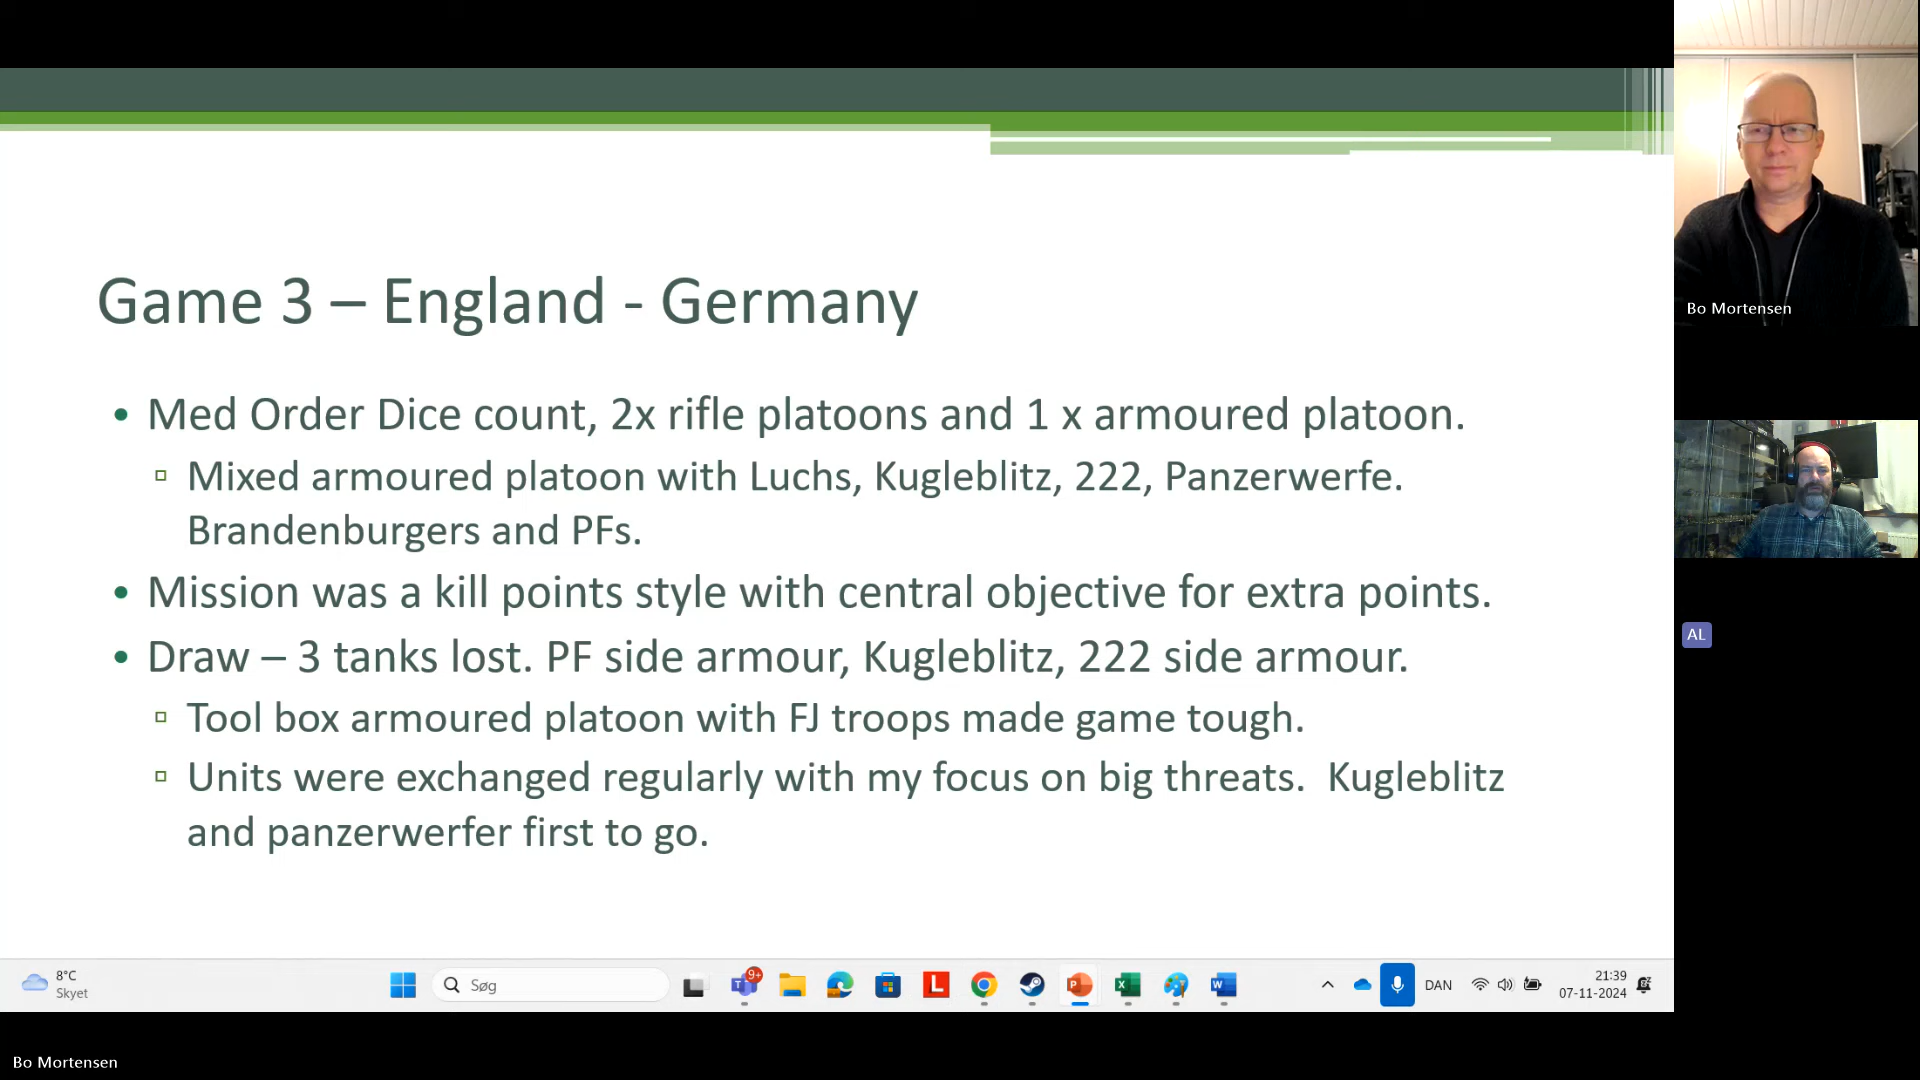 Game 3 – England - Germany
• Med Order Dice count, 2x rifle platoons and 1 x armoured platoon.
▫ Mixed armoured platoon with Luchs, Kugleblitz, 222, Panzerwerfe.
Brandenburgers and PFs.
• Mission was a kill points style with central objective for extra points.
• Draw – 3 tanks lost. PF side armour, Kugleblitz, 222 side armour.
▫ Tool box armoured platoon with FJ troops made game tough.
▫ Units were exchanged regularly with my focus on big threats.  Kugleblitz
and panzerwerfer first to go.
Bo Mortensen
AL
8°C
Skyet
Søg
9+
T
L
P
X
W
DAN
21:39
07-11-2024
Bo Mortensen